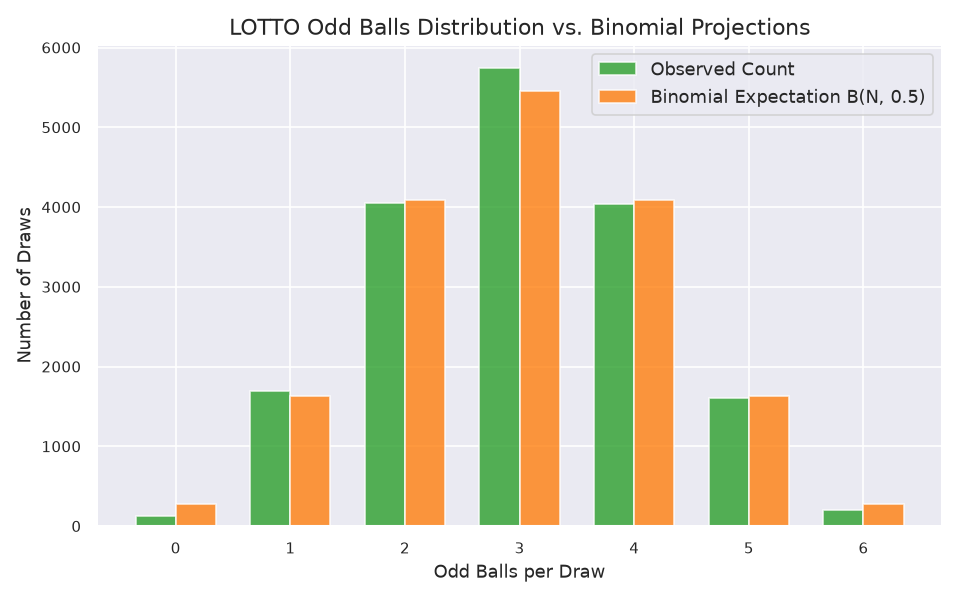 LOTTO Odd Balls Distribution vs. Binomial Projections
Observed Count
Binomial Expectation B(N, 0.5)
Number of Draws
6000
5000
4000
3000
2000
1000
0
0 1 2 3 4 5 6
Odd Balls per Draw